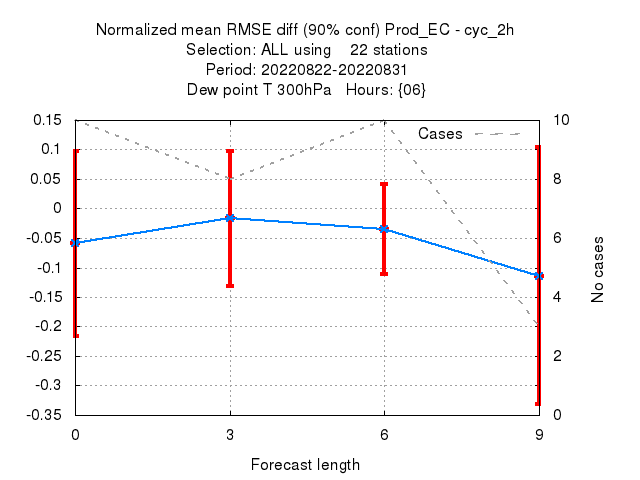 Normalized mean RMSE diff (90% conf) Prod_EC - cyc_2h
Selection: ALL using    22 stations
Period: 20220822-20220831
Dew point T 300hPa   Hours: {06}
Cases
0.15
0.1
0.05
0
-0.05
-0.1
-0.15
-0.2
-0.25
-0.3
-0.35
10
8
6
4
2
0
No cases
0 3 6 9
Forecast length